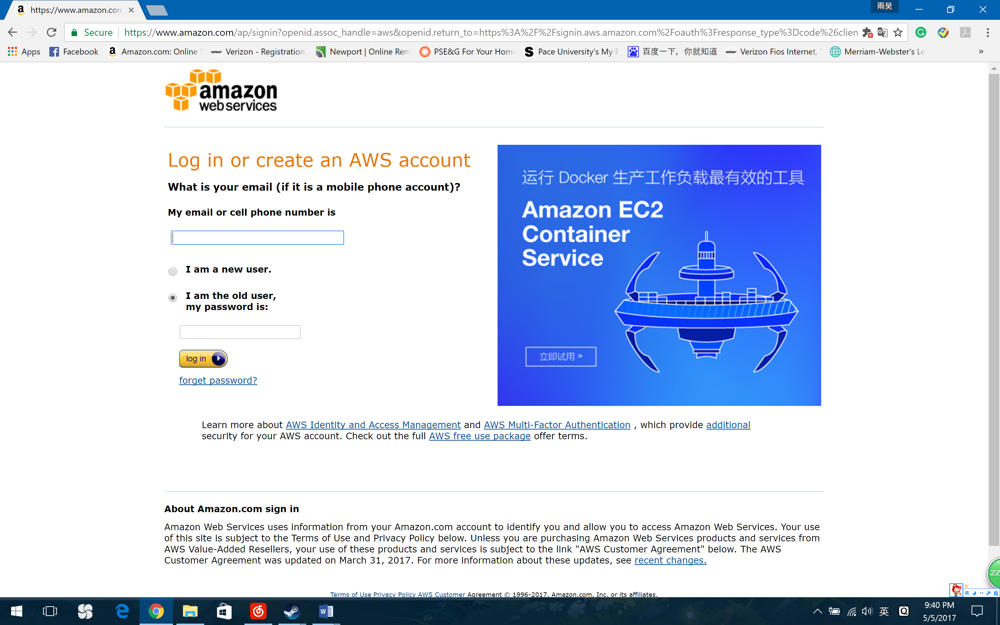 https://www.amazon.com
雨昊
Secure https://www.amazon.com/ap/signin?openid.assoc_handle=aws&openid.return_to=https%3A%2F%2Fsignin.aws.amazon.com%2Foauth%3Fresponse_type%3Dcode%26clien
Apps Facebook Amazon.com: Online S Verizon - Registration, Newport | Online Rent PSE&G For Your Home Pace University's My P 百度一下，你就知道 Verizon Fios Internet, Merriam-Webster's Le »
amazon
web services
Log in or create an AWS account
What is your email (if it is a mobile phone account)?
My email or cell phone number is
I am a new user.
I am the old user,
my password is:
log in
forget password?
运行 Docker 生产工作负载最有效的工具
Amazon EC2
Container
Service
立即试用 »
Learn more about AWS Identity and Access Management and AWS Multi-Factor Authentication , which provide additional
security for your AWS account. Check out the full AWS free use package offer terms.
About Amazon.com sign in
Amazon Web Services uses information from your Amazon.com account to identify you and allow you to access Amazon Web Services. Your use
of this site is subject to the Terms of Use and Privacy Policy below. Unless you are purchasing Amazon Web Services products and services from
AWS Value-Added Resellers, your use of these products and services is subject to the link "AWS Customer Agreement" below. The AWS
Customer Agreement was updated on March 31, 2017. For more information about these updates, see recent changes.
22
Terms of Use Privacy Policy AWS Customer Agreement © 1996-2017, Amazon.com, Inc. or its affiliates.
英
英
9:40 PM
5/5/2017